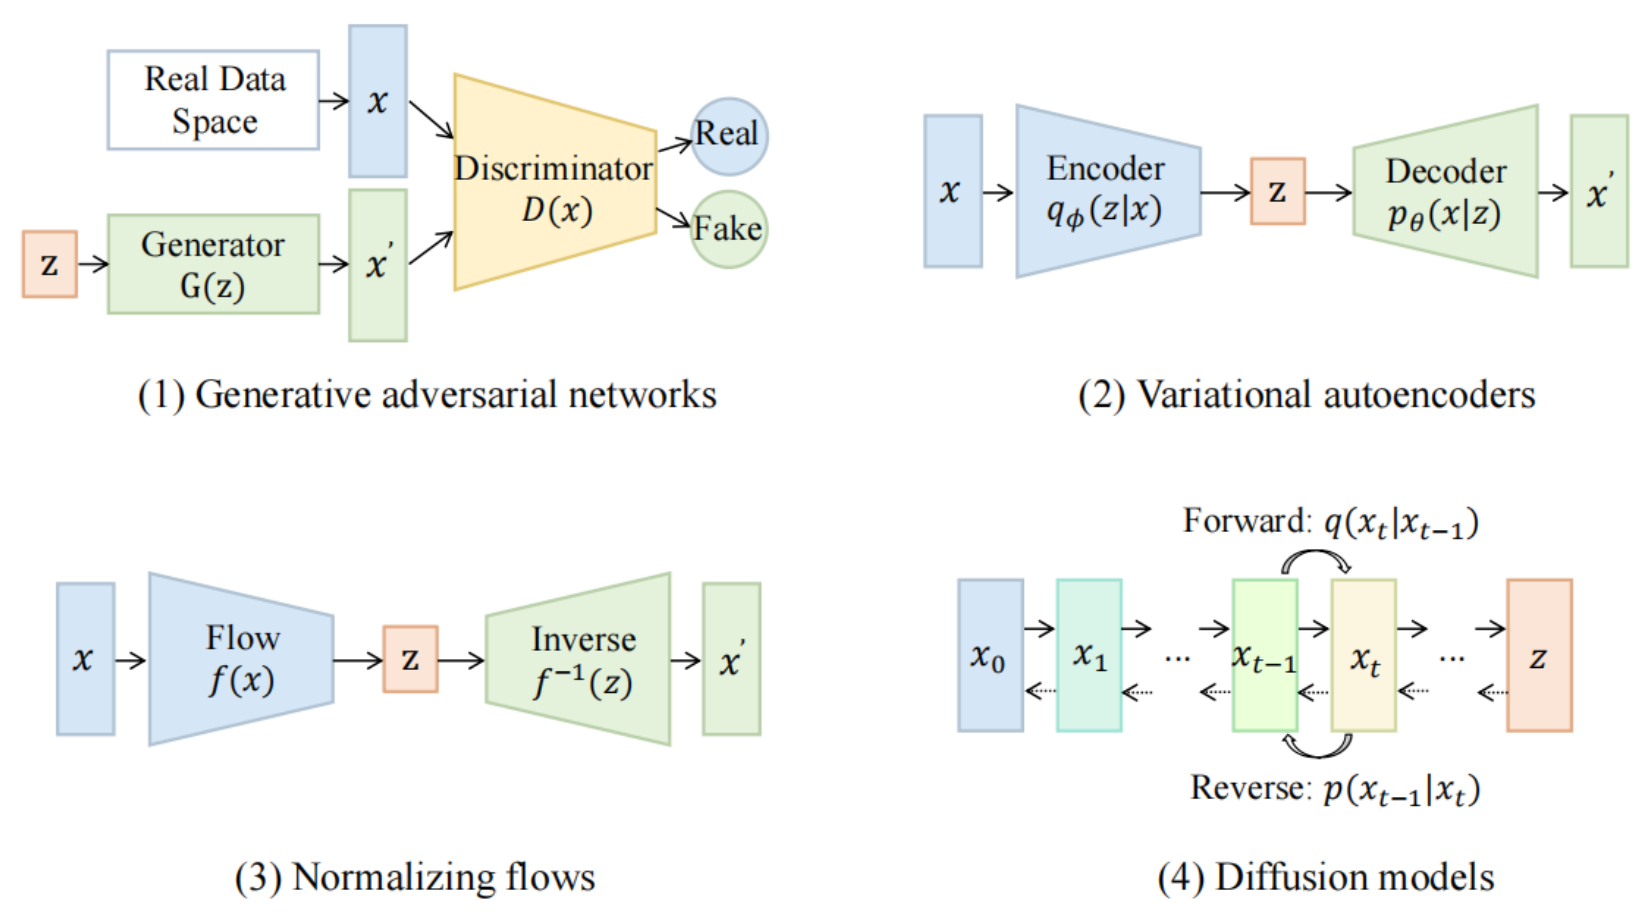 Real Data
Space
x
Discriminator
D(x)
Real
Fake
z
Generator
G(z)
x'
(1) Generative adversarial networks
x
Encoder
qϕ(z|x)
z
Decoder
pθ(x|z)
x'
(2) Variational autoencoders
x
Flow
f(x)
z
Inverse
f⁻¹(z)
x'
(3) Normalizing flows
Forward: q(xₜ|xₜ₋₁)
x₀
x₁
...
xₜ₋₁
xₜ
...
z
Reverse: p(xₜ₋₁|xₜ)
(4) Diffusion models